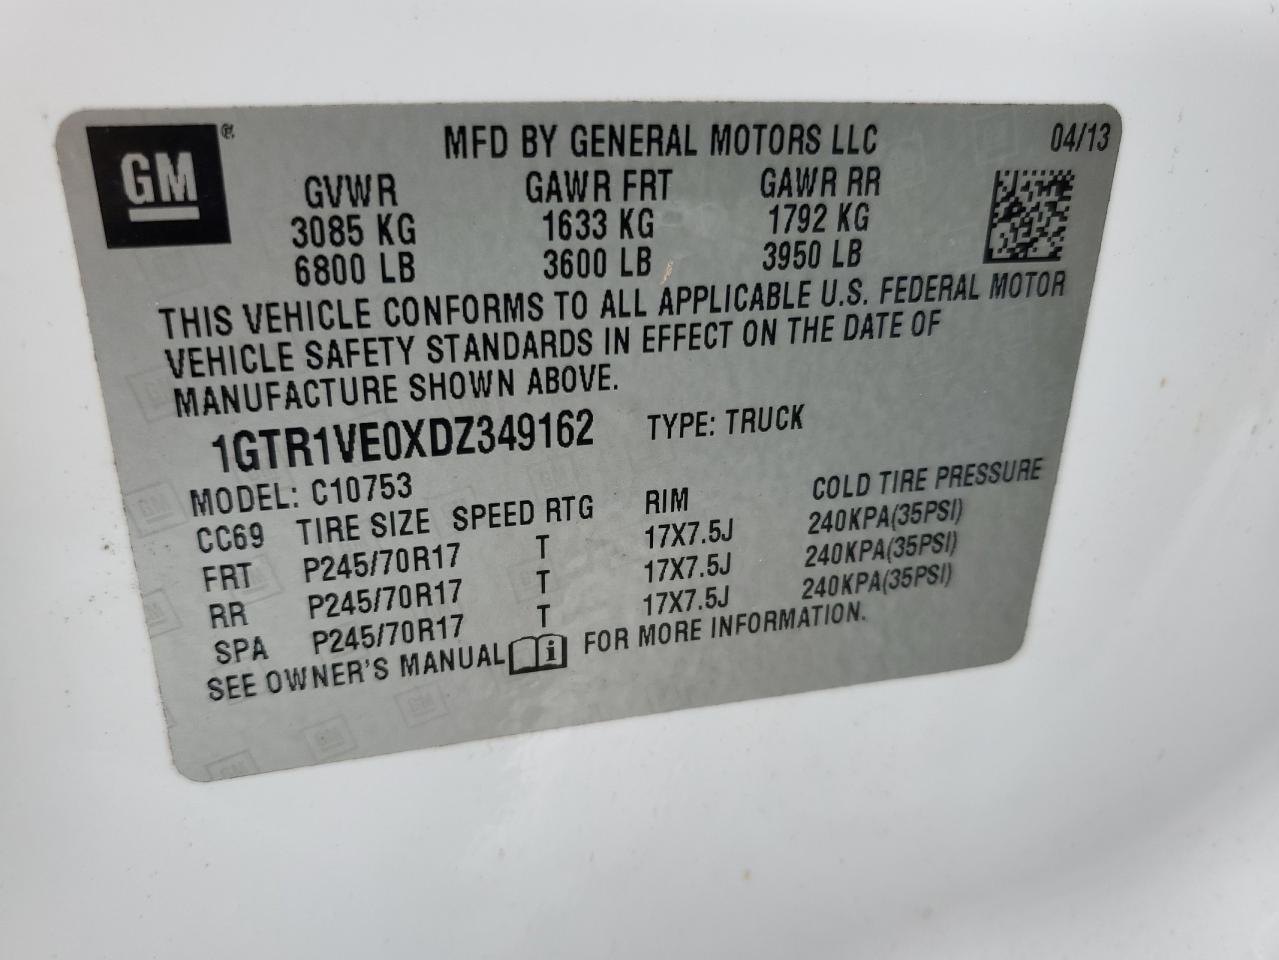 GM ®
MFD BY GENERAL MOTORS LLC 04/13
GVWR GAWR FRT GAWR RR
3085 KG 1633 KG 1792 KG
6800 LB 3600 LB 3950 LB
THIS VEHICLE CONFORMS TO ALL APPLICABLE U.S. FEDERAL MOTOR
VEHICLE SAFETY STANDARDS IN EFFECT ON THE DATE OF
MANUFACTURE SHOWN ABOVE.
1GTR1VE0XDZ349162 TYPE: TRUCK
MODEL: C10753
CC69 TIRE SIZE SPEED RTG RIM COLD TIRE PRESSURE
FRT P245/70R17 T 17X7.5J 240KPA(35PSI)
RR P245/70R17 T 17X7.5J 240KPA(35PSI)
SPA P245/70R17 T 17X7.5J 240KPA(35PSI)
SEE OWNER'S MANUAL i FOR MORE INFORMATION.